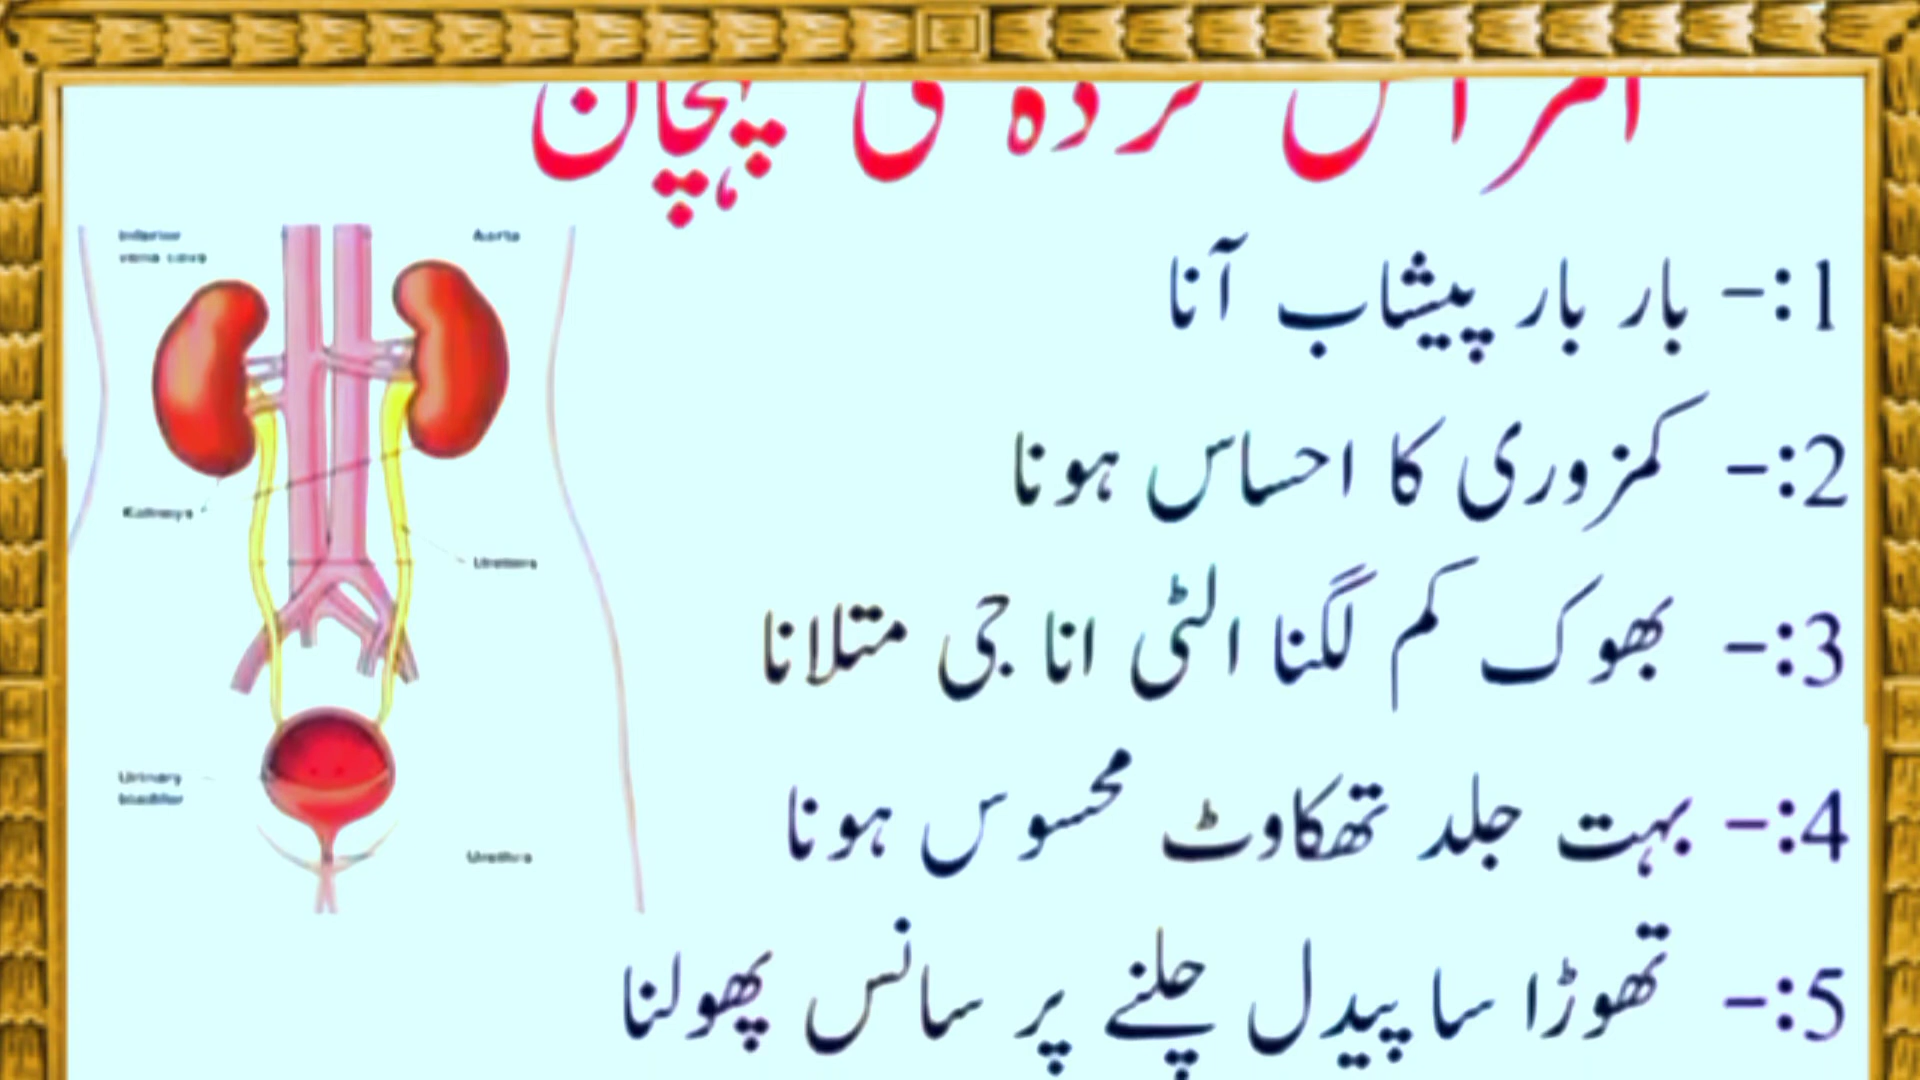 امراض گردہ کی پہچان
1:- بار بار پیشاب آنا
2:- کمزوری کا احساس ہونا
3:- بھوک کم لگنا الٹی انا جی متلانا
4:- بہت جلد تھکاوٹ محسوس ہونا
5:- تھوڑا سا پیدل چلنے پر سانس پھولنا
Inferior
vena cava
Aorta
Kidneys
Ureters
Urinary
bladder
Urethra